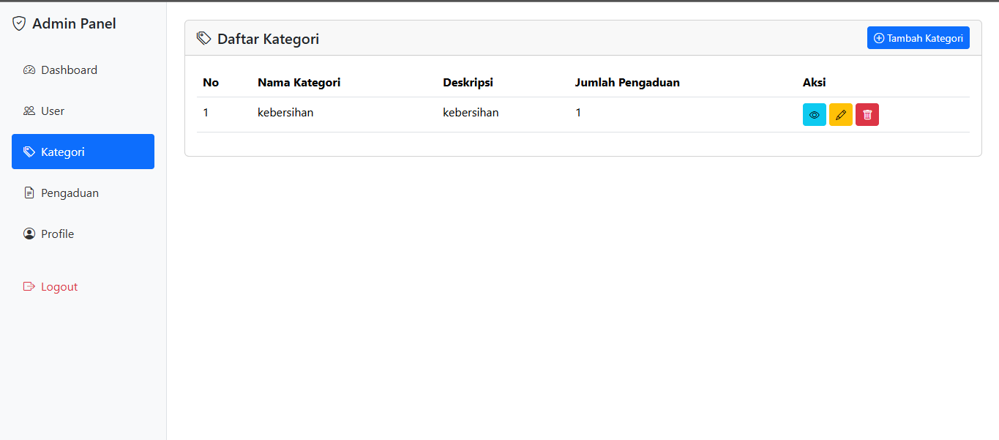 Admin Panel
Dashboard
User
Kategori
Pengaduan
Profile
Logout
Daftar Kategori
Tambah Kategori
No Nama Kategori Deskripsi Jumlah Pengaduan Aksi
1 kebersihan kebersihan 1